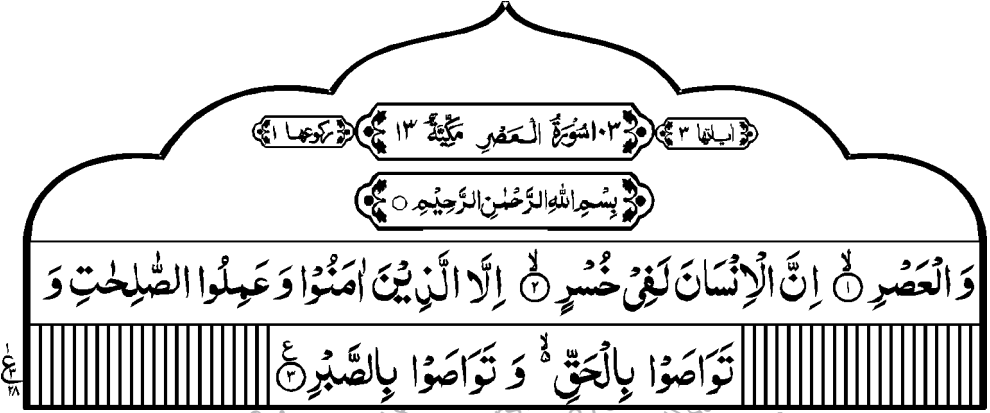 اٰیاتها ٣ ١٠٣ سُوْرَةُ الْعَصْرِ مَكِّيَّةٌ ١٣ ركوعها ١
بِسْمِ اللّٰهِ الرَّحْمٰنِ الرَّحِيْمِ ○
وَ الْعَصْرِ ۙ﴿١﴾ اِنَّ الْاِنْسَانَ لَفِيْ خُسْرٍ ۙ﴿٢﴾ اِلَّا الَّذِيْنَ اٰمَنُوْا وَ عَمِلُوا الصّٰلِحٰتِ وَ
تَوَاصَوْا بِالْحَقِّ ۙ۬ وَ تَوَاصَوْا بِالصَّبْرِ ﴿٣﴾ ع